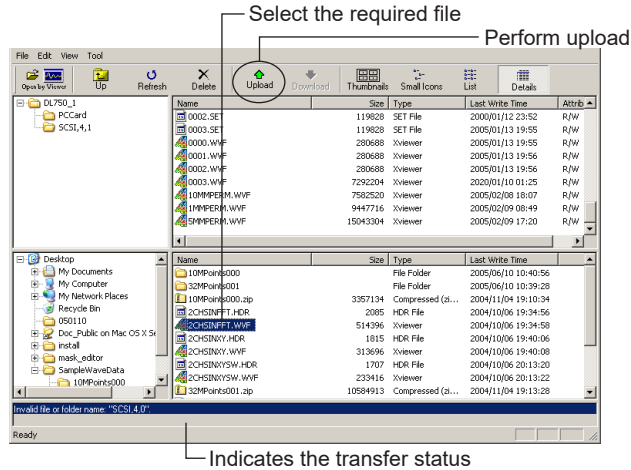 Select the required file
Perform upload
File Edit View Tool
Open by Viewer Up Refresh Delete Upload Download Thumbnails Small Icons List Details
DL750_1
PCCard
SCSI,4,1
Name Size Type Last Write Time Attrib
0002.SET 119828 SET File 2000/01/12 23:52 R/W
0003.SET 119828 SET File 2005/01/13 19:55 R/W
0000.WVF 280688 Xviewer 2005/01/13 19:55 R/W
0001.WVF 280688 Xviewer 2005/01/13 19:56 R/W
0002.WVF 280688 Xviewer 2005/01/13 19:56 R/W
0003.WVF 7292204 Xviewer 2020/01/10 01:25 R/W
10MMPERM.WVF 7582520 Xviewer 2005/02/08 18:07 R/W
1MMPERM.WVF 9447716 Xviewer 2005/02/09 08:49 R/W
5MMPERM.WVF 15043304 Xviewer 2005/02/09 17:20 R/W
Desktop
My Documents
My Computer
My Network Places
Recycle Bin
050110
Doc_Public on Mac OS X Se
install
mask_editor
SampleWaveData
10MPoints000
Name Size Type Last Write Time
10MPoints000 File Folder 2005/06/10 10:40:56
32MPoints001 File Folder 2005/06/10 10:39:28
10MPoints000.zip 3357134 Compressed (zi... 2004/11/04 19:10:34
2CHSINFFT.HDR 2085 HDR File 2004/10/06 19:34:56
2CHSINFFT.WVF 514396 Xviewer 2004/10/06 19:34:58
2CHSINXY.HDR 1815 HDR File 2004/10/06 19:40:06
2CHSINXY.WVF 313696 Xviewer 2004/10/06 19:40:08
2CHSINXYSW.HDR 1707 HDR File 2004/10/06 20:13:20
2CHSINXYSW.WVF 233416 Xviewer 2004/10/06 20:13:22
32MPoints001.zip 10584913 Compressed (zi... 2004/11/04 19:13:28
Invalid file or folder name: "SCSI,4,0".
Ready
Indicates the transfer status